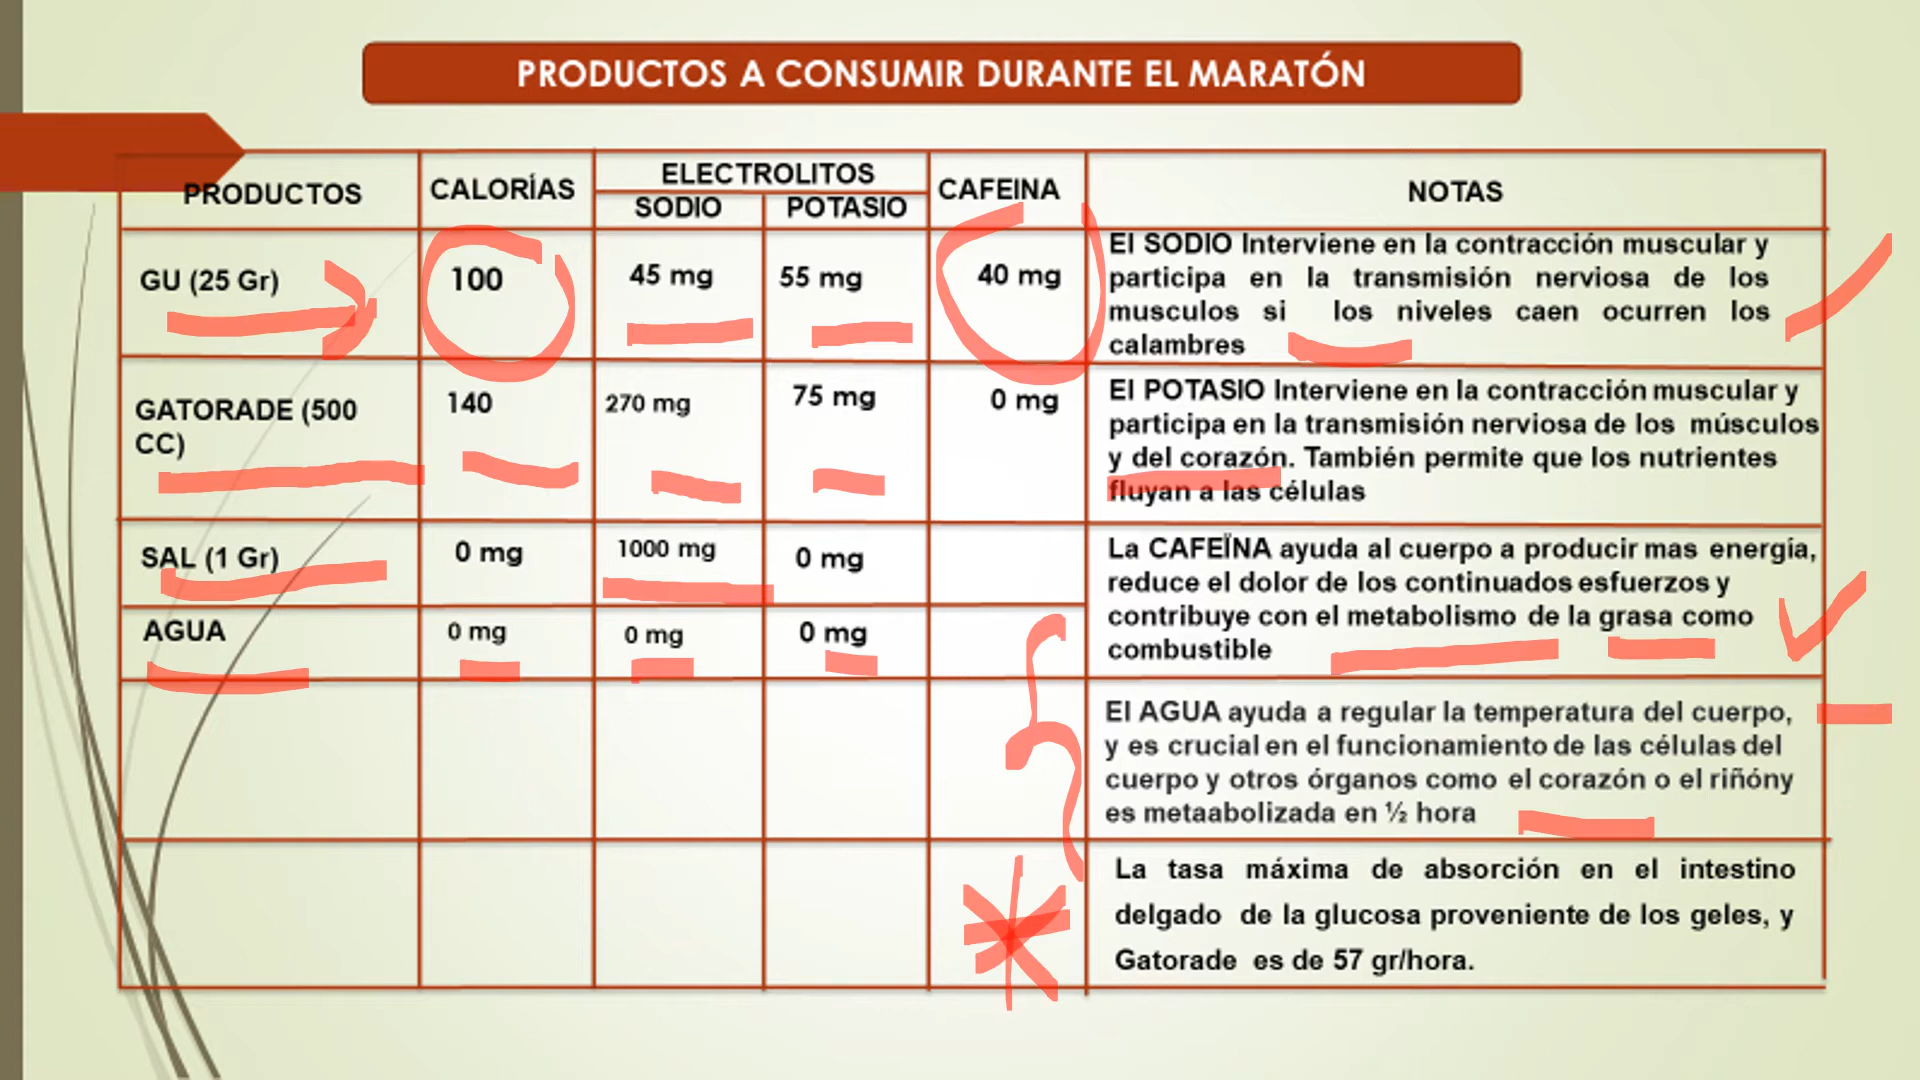 PRODUCTOS A CONSUMIR DURANTE EL MARATÓN
PRODUCTOS
CALORÍAS
ELECTROLITOS
SODIO
POTASIO
CAFEINA
NOTAS
GU (25 Gr)
100
45 mg
55 mg
40 mg
El SODIO Interviene en la contracción muscular y
participa en la transmisión nerviosa de los
musculos si los niveles caen ocurren los
calambres
GATORADE (500
CC)
140
270 mg
75 mg
0 mg
El POTASIO Interviene en la contracción muscular y
participa en la transmisión nerviosa de los músculos
y del corazón. También permite que los nutrientes
fluyan a las células
SAL (1 Gr)
0 mg
1000 mg
0 mg
La CAFEÏNA ayuda al cuerpo a producir mas energía,
reduce el dolor de los continuados esfuerzos y
contribuye con el metabolismo de la grasa como
combustible
AGUA
0 mg
0 mg
0 mg
El AGUA ayuda a regular la temperatura del cuerpo,
y es crucial en el funcionamiento de las células del
cuerpo y otros órganos como el corazón o el riñóny
es metaabolizada en ½ hora
La tasa máxima de absorción en el intestino
delgado de la glucosa proveniente de los geles, y
Gatorade es de 57 gr/hora.